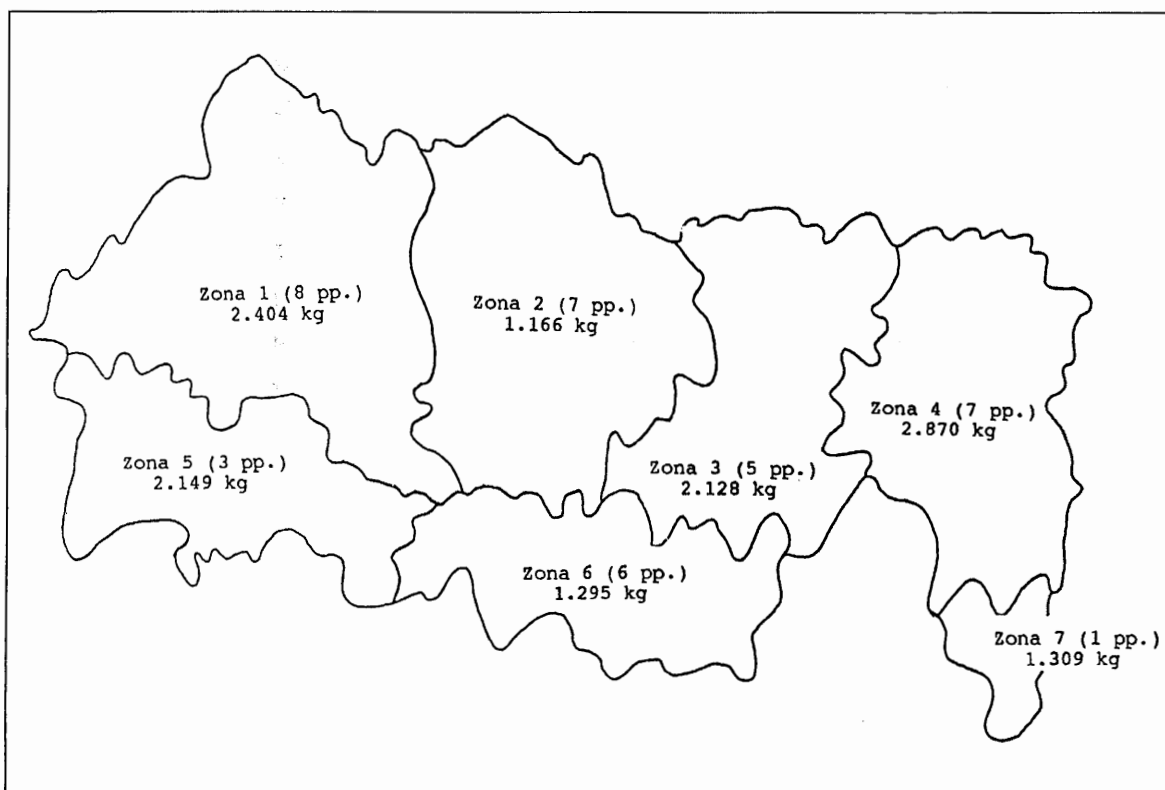 Zona 1 (8 pp.)
2.404 kg
Zona 2 (7 pp.)
1.166 kg
Zona 4 (7 pp.)
2.870 kg
Zona 5 (3 pp.)
2.149 kg
Zona 3 (5 pp.)
2.128 kg
Zona 6 (6 pp.)
1.295 kg
Zona 7 (1 pp.)
1.309 kg